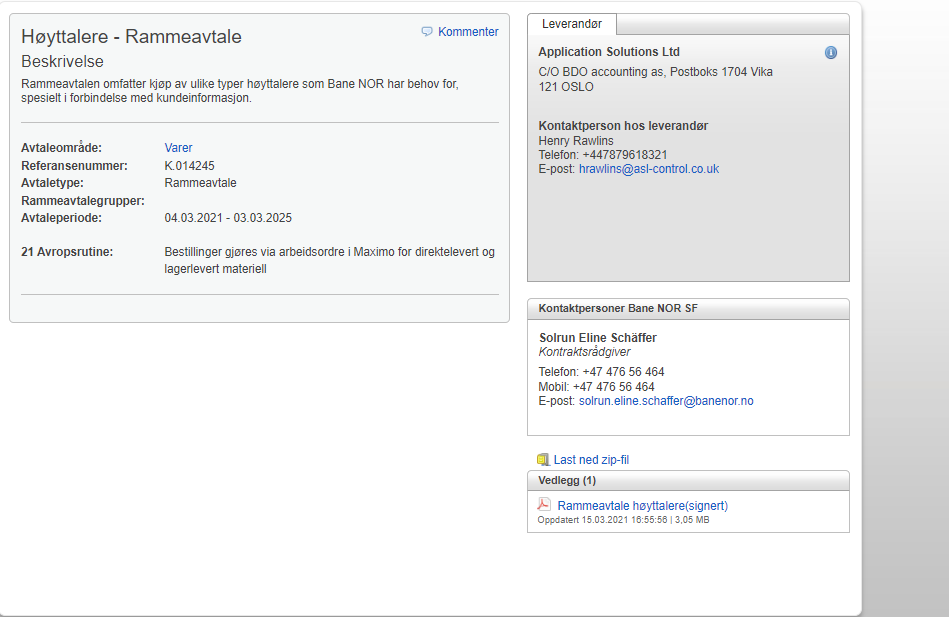 Høyttalere - Rammeavtale
Kommenter
Beskrivelse
Rammeavtalen omfatter kjøp av ulike typer høyttalere som Bane NOR har behov for,
spesielt i forbindelse med kundeinformasjon.
Avtaleområde: Varer
Referansenummer: K.014245
Avtaletype: Rammeavtale
Rammeavtalegrupper:
Avtaleperiode: 04.03.2021 - 03.03.2025
21 Avropsrutine: Bestillinger gjøres via arbeidsordre i Maximo for direktelevert og
lagerlevert materiell
Leverandør
Application Solutions Ltd
C/O BDO accounting as, Postboks 1704 Vika
121 OSLO
Kontaktperson hos leverandør
Henry Rawlins
Telefon: +447879618321
E-post: hrawlins@asl-control.co.uk
Kontaktpersoner Bane NOR SF
Solrun Eline Schäffer
Kontraktsrådgiver
Telefon: +47 476 56 464
Mobil: +47 476 56 464
E-post: solrun.eline.schaffer@banenor.no
Last ned zip-fil
Vedlegg (1)
Rammeavtale høyttalere(signert)
Oppdatert 15.03.2021 16:55:56 | 3,05 MB